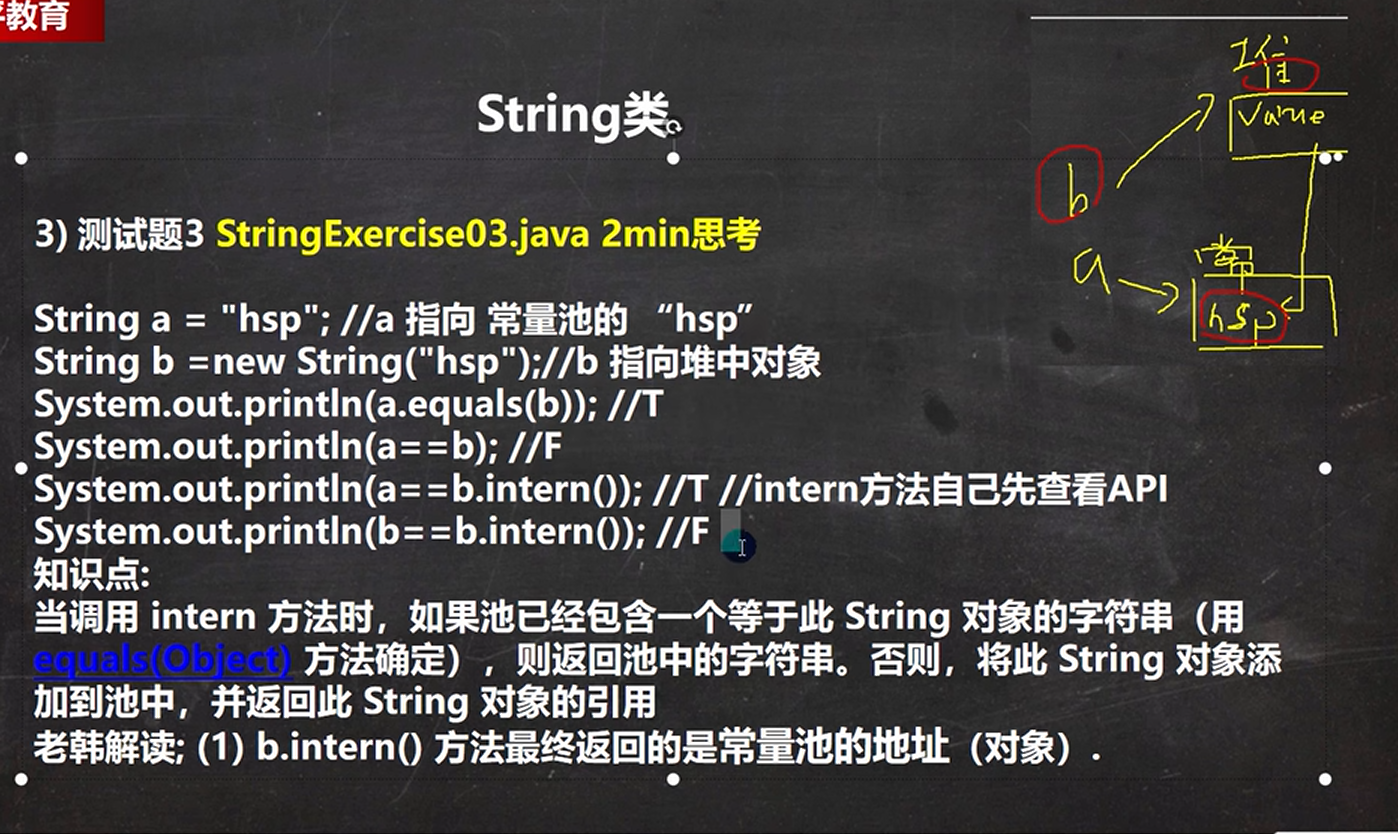 教育
String类
3) 测试题3 StringExercise03.java 2min思考
String a = "hsp"; //a 指向 常量池的 “hsp”
String b =new String("hsp");//b 指向堆中对象
System.out.println(a.equals(b)); //T
System.out.println(a==b); //F
System.out.println(a==b.intern()); //T //intern方法自己先查看API
System.out.println(b==b.intern()); //F
知识点:
当调用 intern 方法时，如果池已经包含一个等于此 String 对象的字符串（用
equals(Object) 方法确定），则返回池中的字符串。否则，将此 String 对象添
加到池中，并返回此 String 对象的引用
老韩解读; (1) b.intern() 方法最终返回的是常量池的地址（对象）.
堆
value
b
a
常
hsp